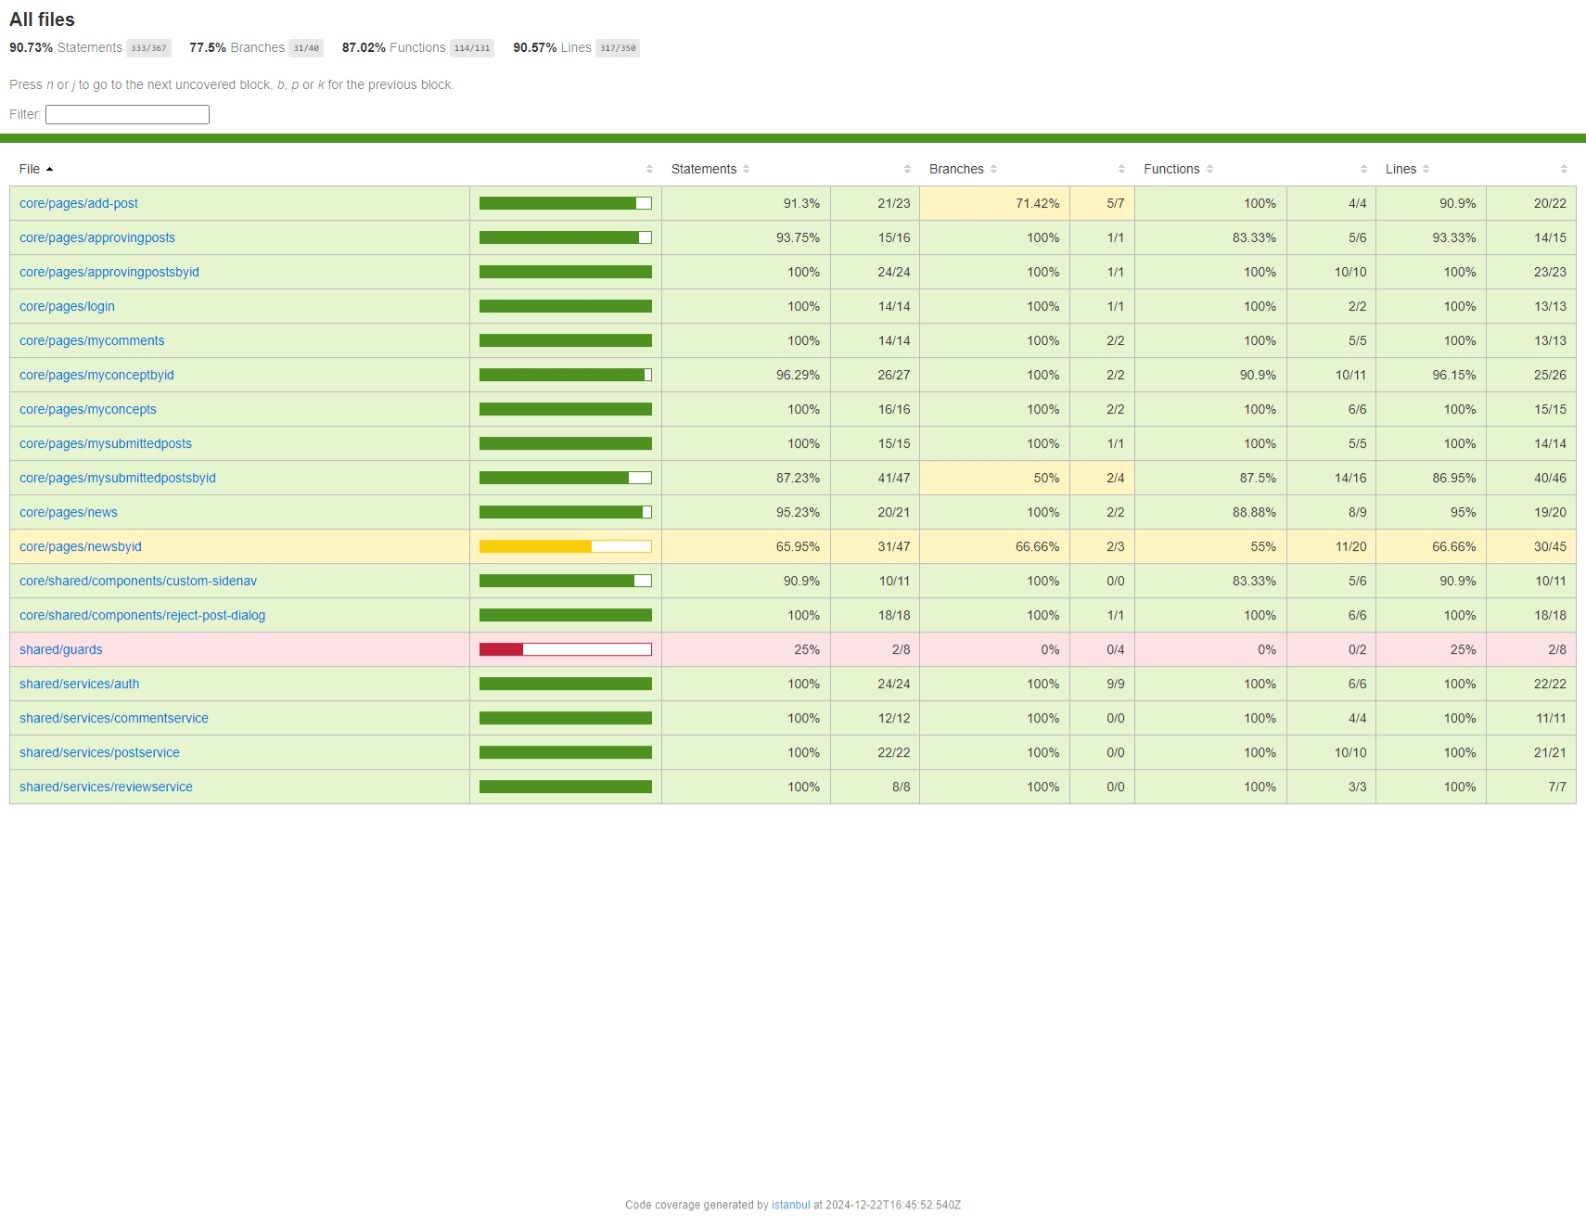 All files
90.73% Statements 333/367 77.5% Branches 31/40 87.02% Functions 114/131 90.57% Lines 317/350
Press n or j to go to the next uncovered block, b, p or k for the previous block.
Filter:
File Statements Branches Functions Lines
core/pages/add-post 91.3% 21/23 71.42% 5/7 100% 4/4 90.9% 20/22
core/pages/approvingposts 93.75% 15/16 100% 1/1 83.33% 5/6 93.33% 14/15
core/pages/approvingpostsbyid 100% 24/24 100% 1/1 100% 10/10 100% 23/23
core/pages/login 100% 14/14 100% 1/1 100% 2/2 100% 13/13
core/pages/mycomments 100% 14/14 100% 2/2 100% 5/5 100% 13/13
core/pages/myconceptbyid 96.29% 26/27 100% 2/2 90.9% 10/11 96.15% 25/26
core/pages/myconcepts 100% 16/16 100% 2/2 100% 6/6 100% 15/15
core/pages/mysubmittedposts 100% 15/15 100% 1/1 100% 5/5 100% 14/14
core/pages/mysubmittedpostsbyid 87.23% 41/47 50% 2/4 87.5% 14/16 86.95% 40/46
core/pages/news 95.23% 20/21 100% 2/2 88.88% 8/9 95% 19/20
core/pages/newsbyid 65.95% 31/47 66.66% 2/3 55% 11/20 66.66% 30/45
core/shared/components/custom-sidenav 90.9% 10/11 100% 0/0 83.33% 5/6 90.9% 10/11
core/shared/components/reject-post-dialog 100% 18/18 100% 1/1 100% 6/6 100% 18/18
shared/guards 25% 2/8 0% 0/4 0% 0/2 25% 2/8
shared/services/auth 100% 24/24 100% 9/9 100% 6/6 100% 22/22
shared/services/commentservice 100% 12/12 100% 0/0 100% 4/4 100% 11/11
shared/services/postservice 100% 22/22 100% 0/0 100% 10/10 100% 21/21
shared/services/reviewservice 100% 8/8 100% 0/0 100% 3/3 100% 7/7
Code coverage generated by istanbul at 2024-12-22T16:45:52.540Z